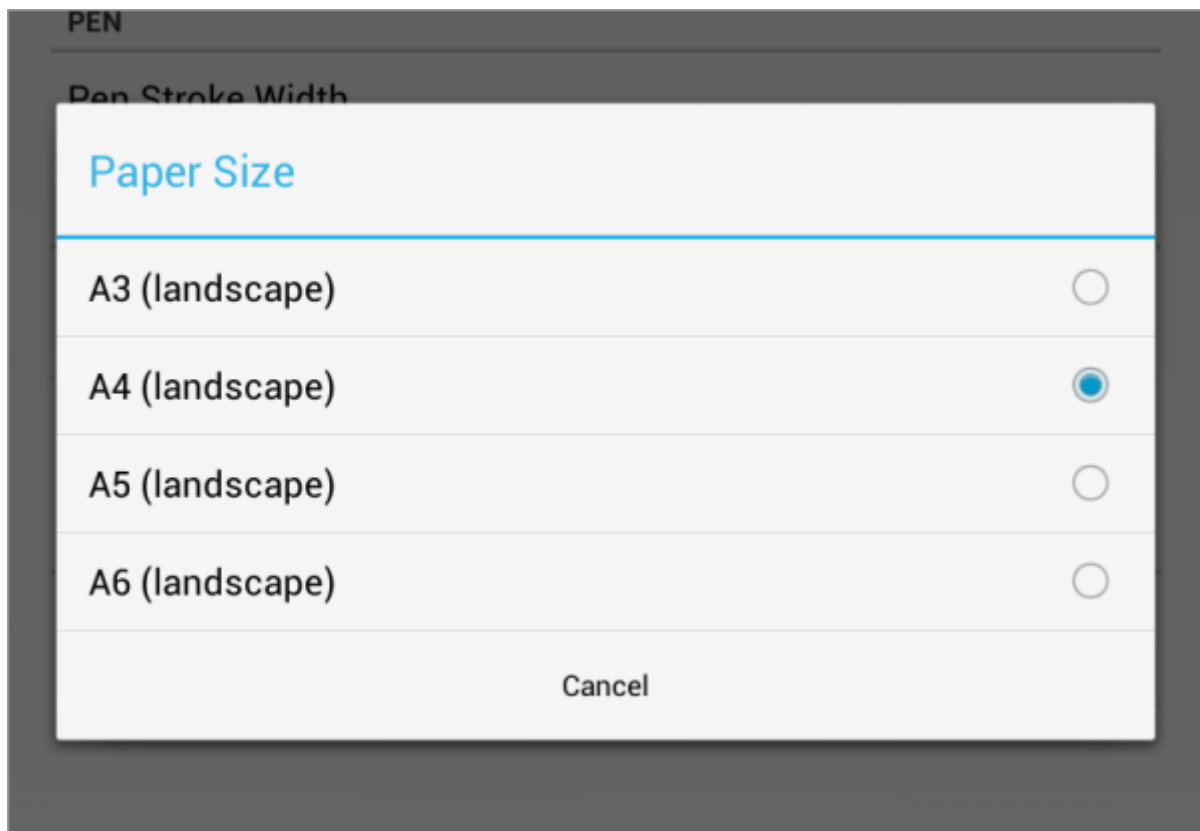 PEN
Pen Stroke Width
Paper Size
A3 (landscape)
A4 (landscape)
A5 (landscape)
A6 (landscape)
Cancel